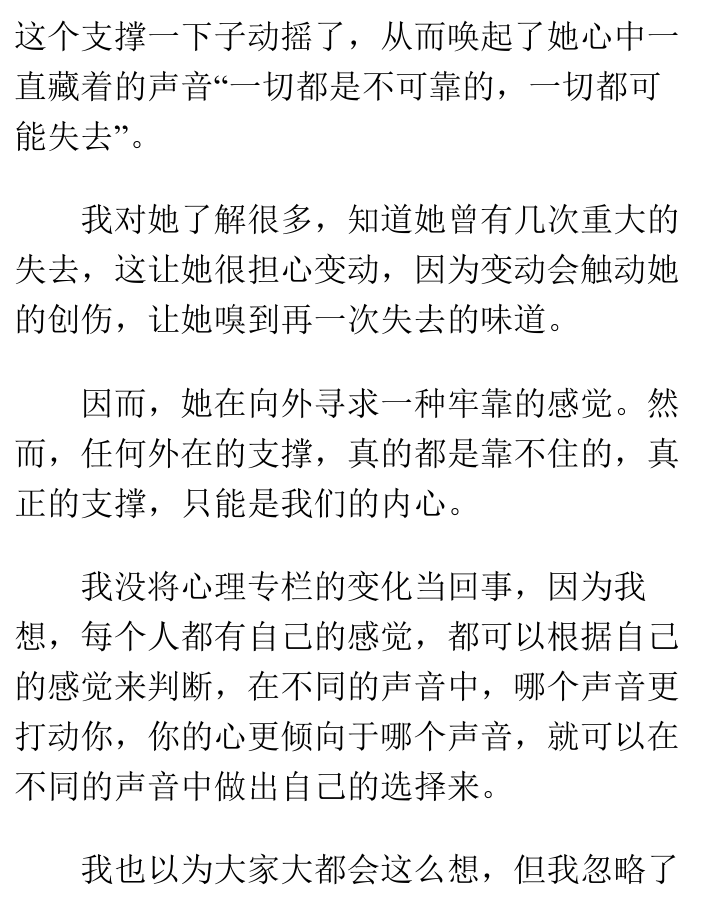 这个支撑一下子动摇了，从而唤起了她心中一
直藏着的声音“一切都是不可靠的，一切都可
能失去”。
我对她了解很多，知道她曾有几次重大的
失去，这让她很担心变动，因为变动会触动她
的创伤，让她嗅到再一次失去的味道。
因而，她在向外寻求一种牢靠的感觉。然
而，任何外在的支撑，真的都是靠不住的，真
正的支撑，只能是我们的内心。
我没将心理专栏的变化当回事，因为我
想，每个人都有自己的感觉，都可以根据自己
的感觉来判断，在不同的声音中，哪个声音更
打动你，你的心更倾向于哪个声音，就可以在
不同的声音中做出自己的选择来。
我也以为大家大都会这么想，但我忽略了